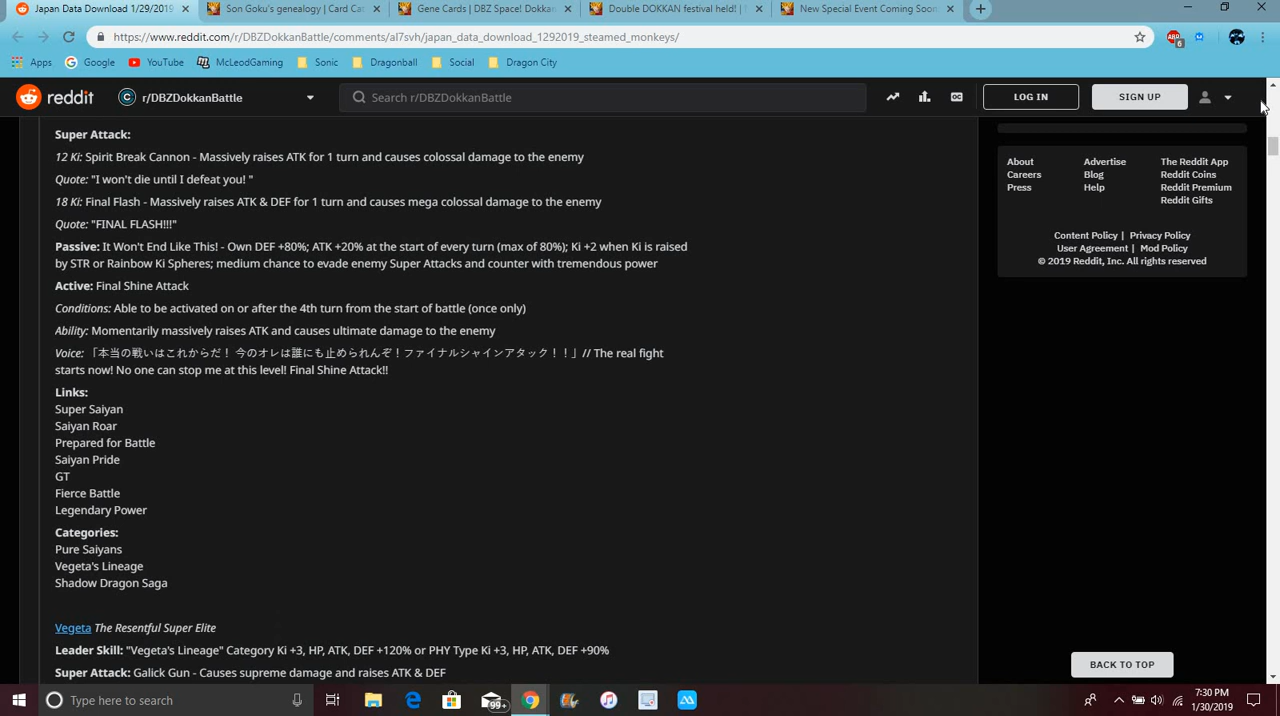 Japan Data Download 1/29/2019
Son Goku's genealogy | Card Cat
Gene Cards | DBZ Space! Dokkan
Double DOKKAN festival held! |
New Special Event Coming Soon
https://www.reddit.com/r/DBZDokkanBattle/comments/al7svh/japan_data_download_1292019_steamed_monkeys/
ABP
6
Apps
Google
YouTube
McLeodGaming
Sonic
Dragonball
Social
Dragon City
reddit
r/DBZDokkanBattle
Search r/DBZDokkanBattle
OC
LOG IN
SIGN UP
Super Attack:
12 Ki: Spirit Break Cannon - Massively raises ATK for 1 turn and causes colossal damage to the enemy
Quote: "I won't die until I defeat you! "
18 Ki: Final Flash - Massively raises ATK & DEF for 1 turn and causes mega colossal damage to the enemy
Quote: "FINAL FLASH!!!"
Passive: It Won't End Like This! - Own DEF +80%; ATK +20% at the start of every turn (max of 80%); Ki +2 when Ki is raised
by STR or Rainbow Ki Spheres; medium chance to evade enemy Super Attacks and counter with tremendous power
Active: Final Shine Attack
Conditions: Able to be activated on or after the 4th turn from the start of battle (once only)
Ability: Momentarily massively raises ATK and causes ultimate damage to the enemy
Voice: 「本当の戦いはこれからだ！ 今のオレは誰にも止められんぞ！ファイナルシャインアタック！！」// The real fight
starts now! No one can stop me at this level! Final Shine Attack!!
Links:
Super Saiyan
Saiyan Roar
Prepared for Battle
Saiyan Pride
GT
Fierce Battle
Legendary Power
Categories:
Pure Saiyans
Vegeta's Lineage
Shadow Dragon Saga
Vegeta The Resentful Super Elite
Leader Skill: "Vegeta's Lineage" Category Ki +3, HP, ATK, DEF +120% or PHY Type Ki +3, HP, ATK, DEF +90%
Super Attack: Galick Gun - Causes supreme damage and raises ATK & DEF
About
Advertise
The Reddit App
Careers
Blog
Reddit Coins
Press
Help
Reddit Premium
Reddit Gifts
Content Policy | Privacy Policy
User Agreement | Mod Policy
© 2019 Reddit, Inc. All rights reserved
BACK TO TOP
Type here to search
99+
7:30 PM
1/30/2019